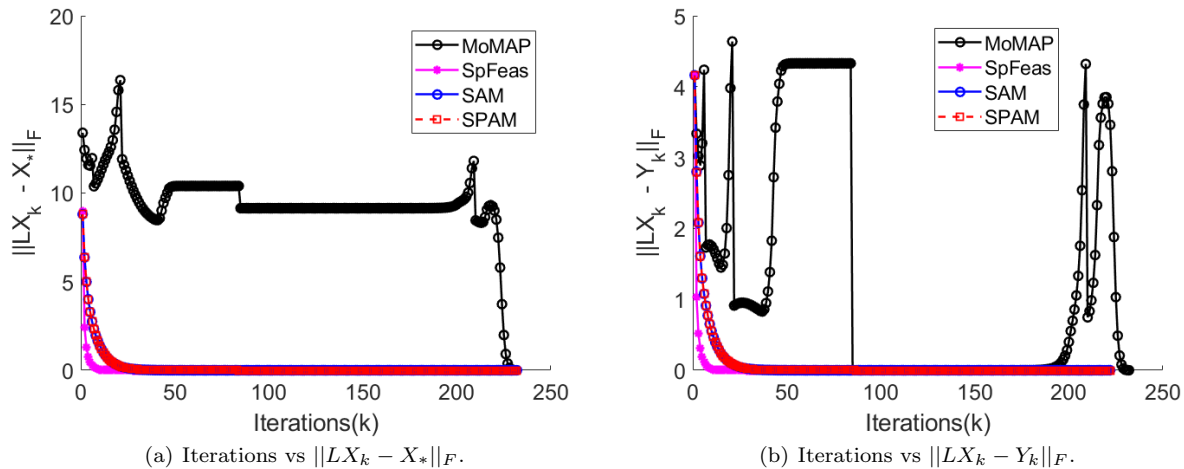 20
15
10
5
0
||LX_k - X_*||_F
0
50
100
150
200
250
Iterations(k)
MoMAP
SpFeas
SAM
SPAM
(a) Iterations vs ||LX_k − X_*||_F.
5
4
3
2
1
0
||LX_k - Y_k||_F
0
50
100
150
200
250
Iterations(k)
MoMAP
SpFeas
SAM
SPAM
(b) Iterations vs ||LX_k − Y_k||_F.